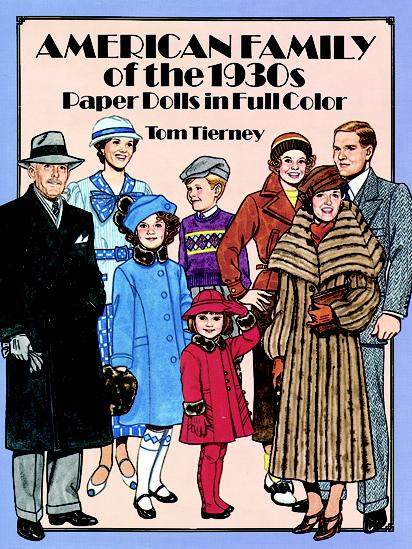 AMERICAN FAMILY
of the 1930s
Paper Dolls in Full Color
Tom Tierney